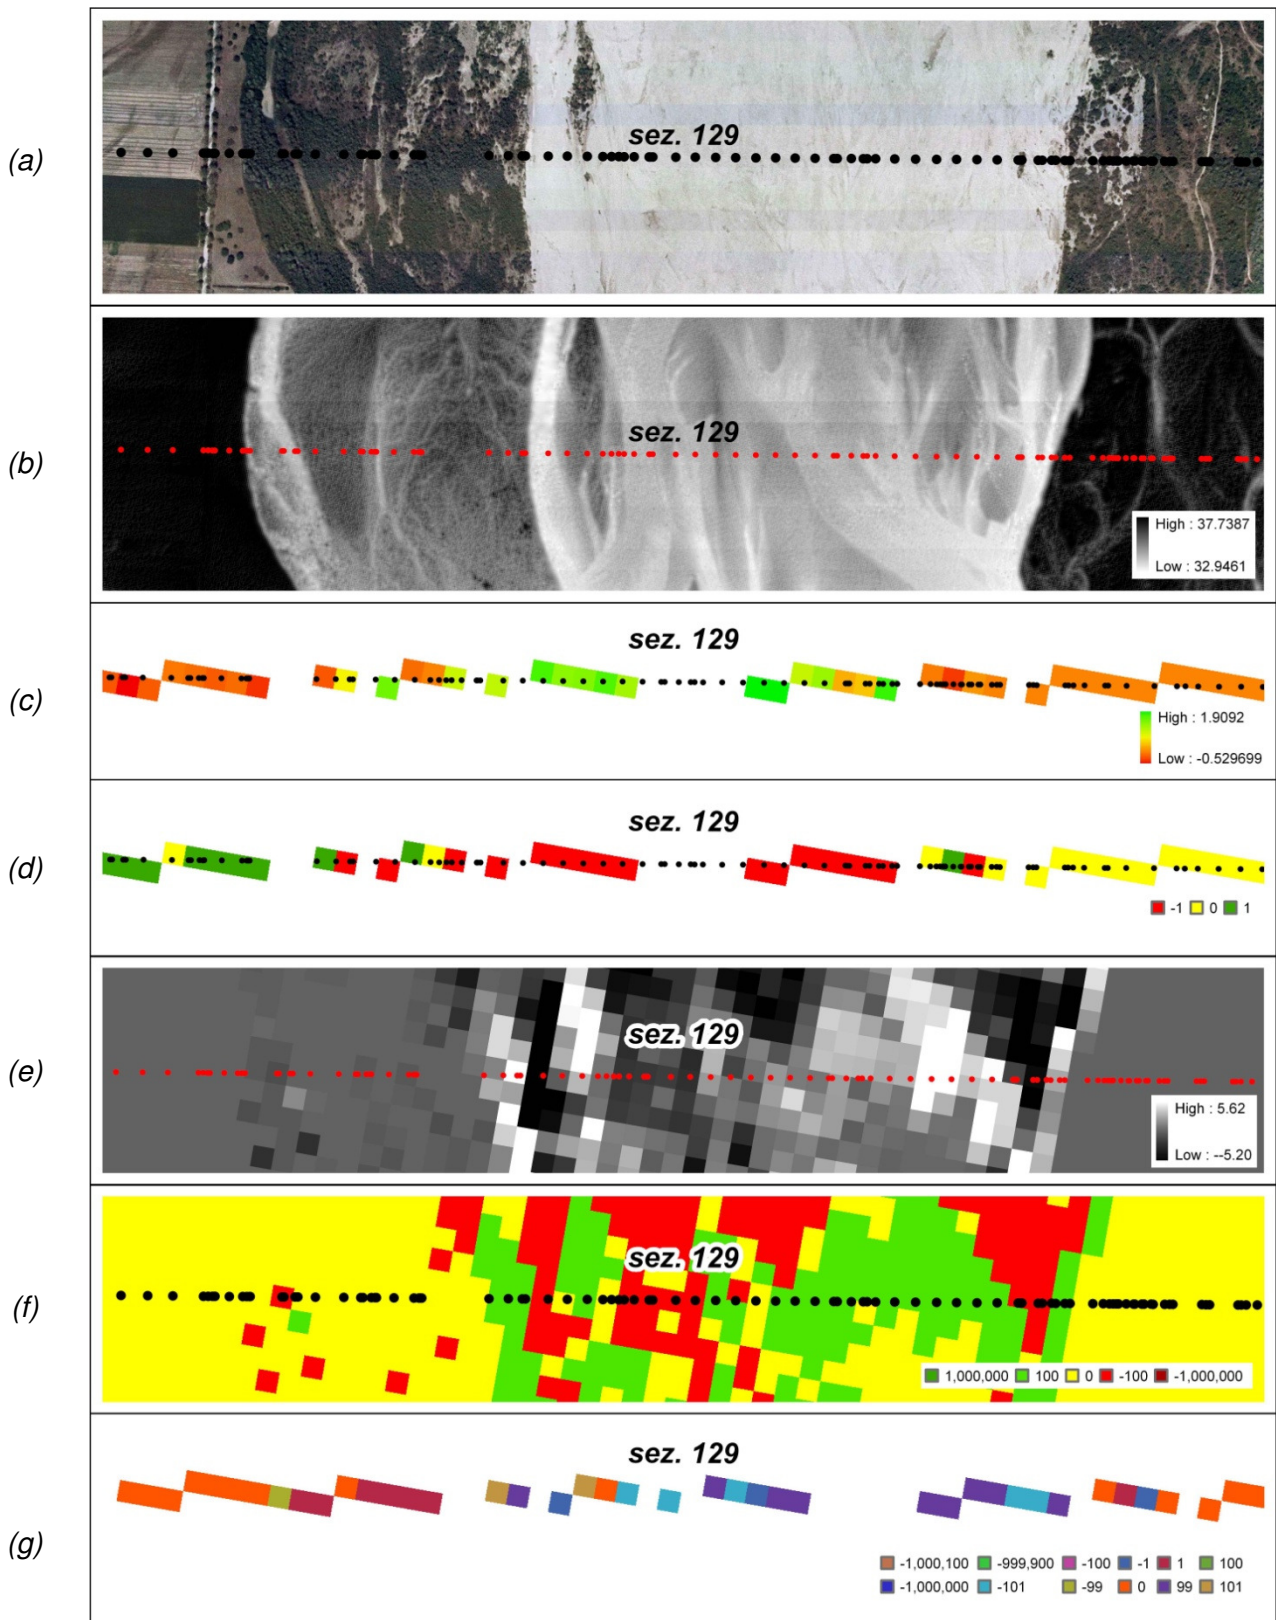 (a)
sez. 129
(b)
sez. 129
High : 37.7387
Low : 32.9461
(c)
sez. 129
High : 1.9092
Low : -0.529699
(d)
sez. 129
-1 0 1
(e)
sez. 129
High : 5.62
Low : --5.20
(f)
sez. 129
1,000,000 100 0 -100 -1,000,000
(g)
sez. 129
-1,000,100 -999,900 -100 -1 1 100
-1,000,000 -101 -99 0 99 101